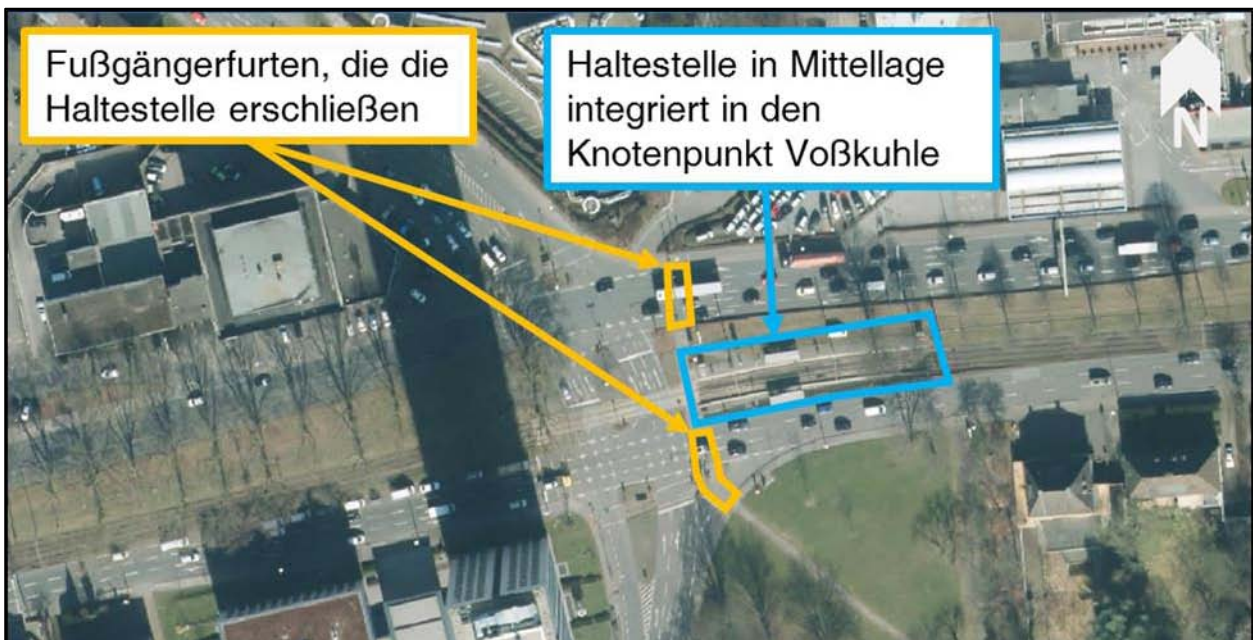 Fußgängerfurten, die die
Haltestelle erschließen
Haltestelle in Mittellage
integriert in den
Knotenpunkt Voßkuhle
N